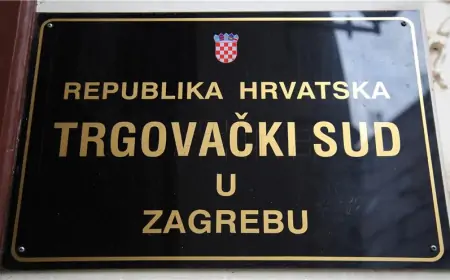 REPUBLIKA HRVATSKA
TRGOVAČKI SUD
U
ZAGREBU